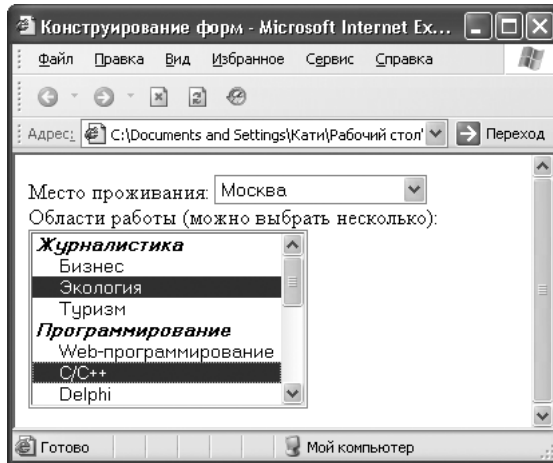 Конструирование форм - Microsoft Internet Ex...
Файл Правка Вид Избранное Сервис Справка
Адрес: C:\Documents and Settings\Кати\Рабочий стол\ Переход
Место проживания: Москва
Области работы (можно выбрать несколько):
Журналистика
Бизнес
Экология
Туризм
Программирование
Web-программирование
C/C++
Delphi
Готово Мой компьютер